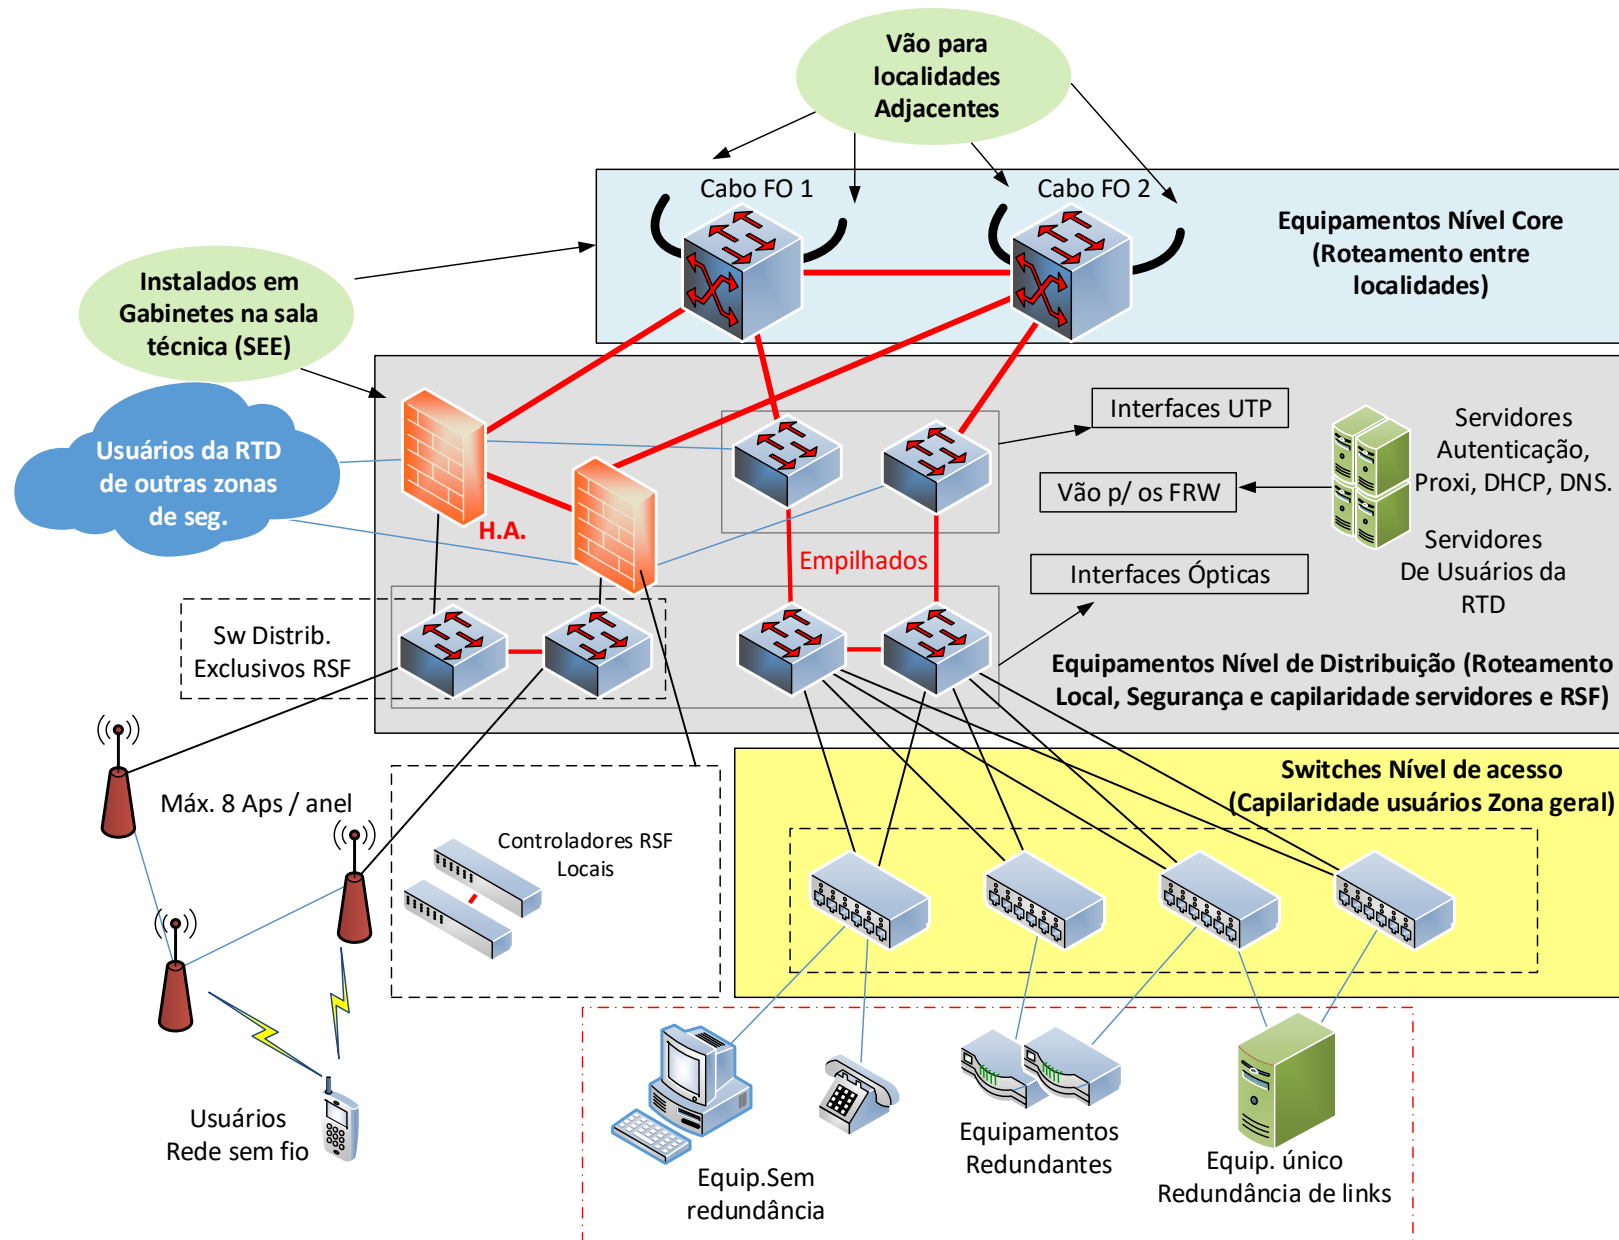 Vão para
localidades
Adjacentes
Cabo FO 1
Cabo FO 2
Equipamentos Nível Core
(Roteamento entre
localidades)
Instalados em
Gabinetes na sala
técnica (SEE)
Usuários da RTD
de outras zonas
de seg.
H.A.
Interfaces UTP
Vão p/ os FRW
Servidores
Autenticação,
Proxi, DHCP, DNS.
Empilhados
Interfaces Ópticas
Servidores
De Usuários da
RTD
Sw Distrib.
Exclusivos RSF
Equipamentos Nível de Distribuição (Roteamento
Local, Segurança e capilaridade servidores e RSF)
Máx. 8 Aps / anel
Controladores RSF
Locais
Switches Nível de acesso
(Capilaridade usuários Zona geral)
Usuários
Rede sem fio
Equip.Sem
redundância
Equipamentos
Redundantes
Equip. único
Redundância de links